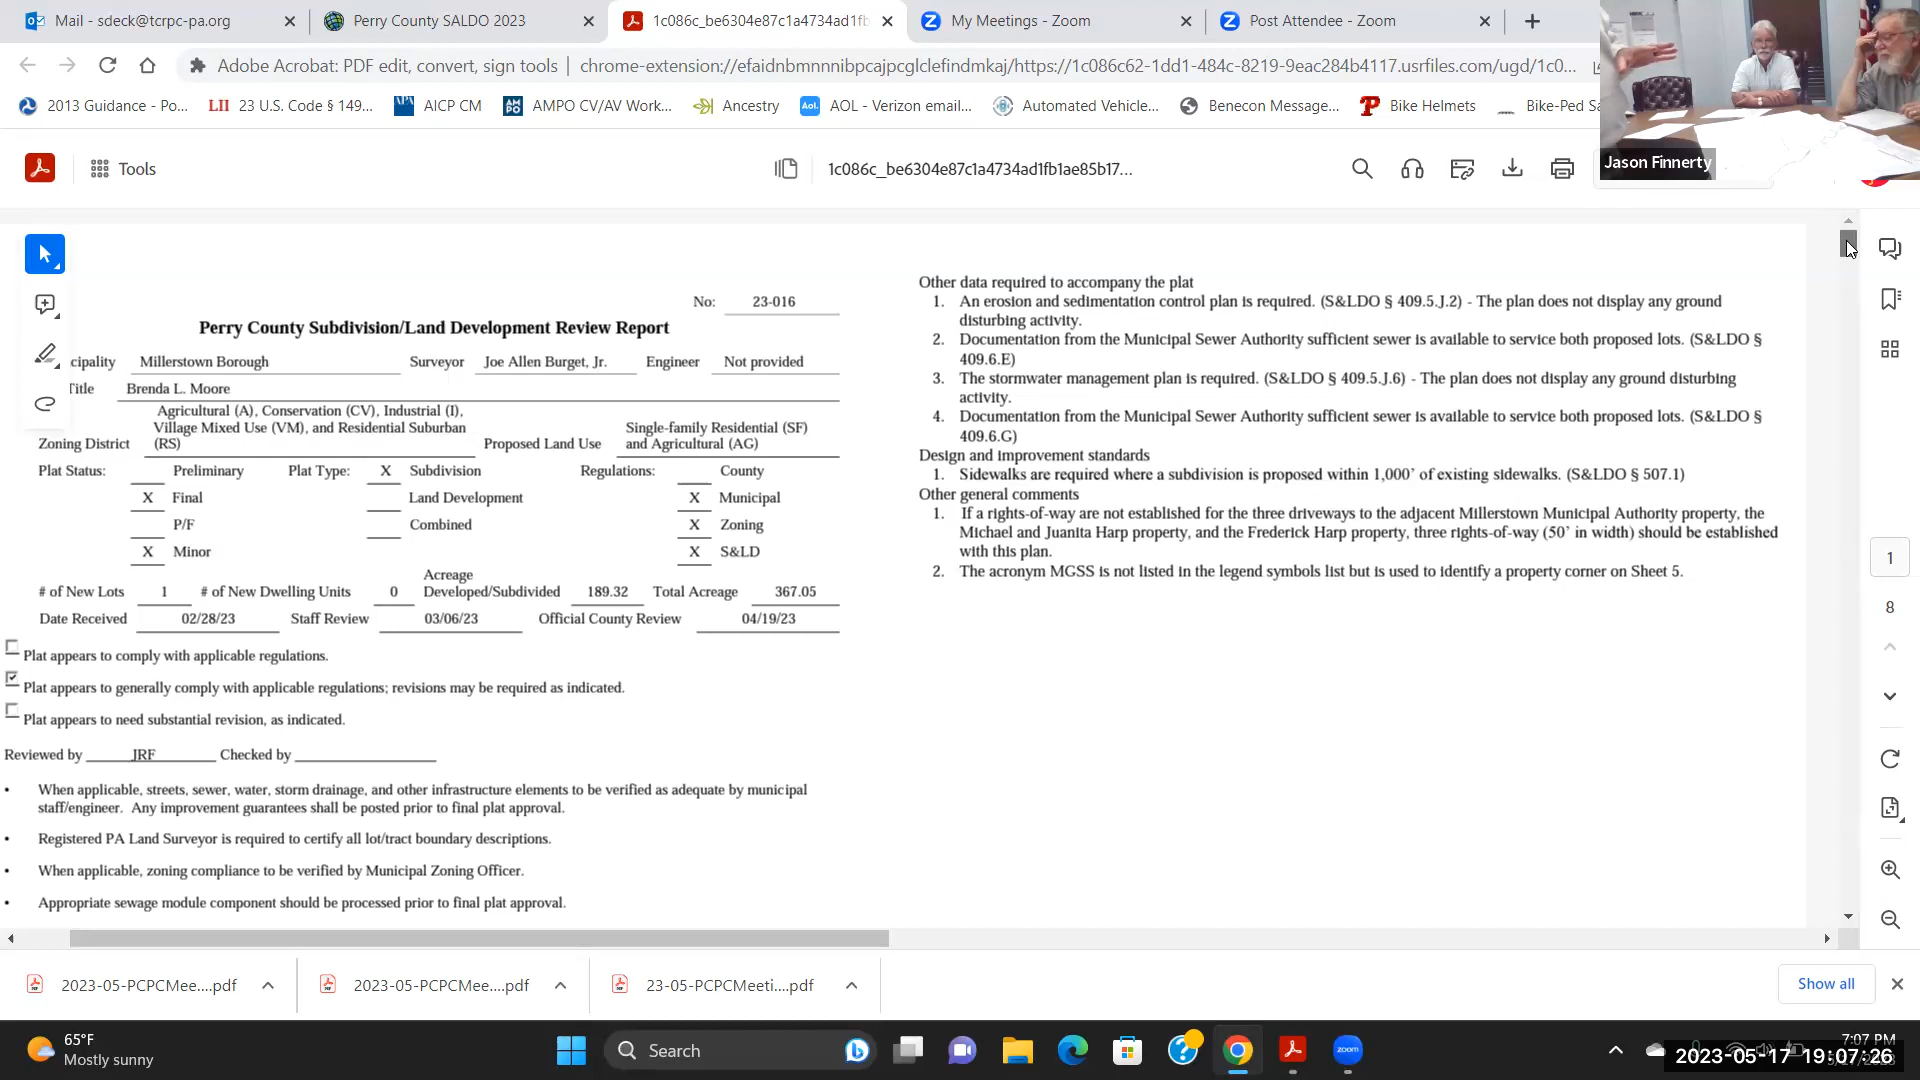 Mail - sdeck@tcrpc-pa.org
Perry County SALDO 2023
1c086c_be6304e87c1a4734ad1fb
My Meetings - Zoom
Post Attendee - Zoom
Adobe Acrobat: PDF edit, convert, sign tools | chrome-extension://efaidnbmnnnibpcajpcglclefindmkaj/https://1c086c62-1dd1-484c-8219-9eac284b4117.usrfiles.com/ugd/1c0...
2013 Guidance - Po...
LII 23 U.S. Code § 149...
AICP CM
AMPO CV/AV Work...
Ancestry
Aol. AOL - Verizon email...
Automated Vehicle...
Benecon Message...
Bike Helmets
Bike-Ped Sa
Jason Finnerty
Tools
1c086c_be6304e87c1a4734ad1fb1ae85b17...
No: 23-016
Perry County Subdivision/Land Development Review Report
cipality Millerstown Borough Surveyor Joe Allen Burget, Jr. Engineer Not provided
Title Brenda L. Moore
Agricultural (A), Conservation (CV), Industrial (I),
Village Mixed Use (VM), and Residential Suburban
Zoning District (RS)
Proposed Land Use Single-family Residential (SF)
and Agricultural (AG)
Plat Status: Preliminary Plat Type: X Subdivision Regulations: County
X Final Land Development X Municipal
P/F Combined X Zoning
X Minor X S&LD
# of New Lots 1 # of New Dwelling Units 0 Acreage
Developed/Subdivided 189.32 Total Acreage 367.05
Date Received 02/28/23 Staff Review 03/06/23 Official County Review 04/19/23
Plat appears to comply with applicable regulations.
Plat appears to generally comply with applicable regulations; revisions may be required as indicated.
Plat appears to need substantial revision, as indicated.
Reviewed by JRF Checked by
• When applicable, streets, sewer, water, storm drainage, and other infrastructure elements to be verified as adequate by municipal
staff/engineer. Any improvement guarantees shall be posted prior to final plat approval.
• Registered PA Land Surveyor is required to certify all lot/tract boundary descriptions.
• When applicable, zoning compliance to be verified by Municipal Zoning Officer.
• Appropriate sewage module component should be processed prior to final plat approval.
Other data required to accompany the plat
1. An erosion and sedimentation control plan is required. (S&LDO § 409.5.J.2) - The plan does not display any ground
disturbing activity.
2. Documentation from the Municipal Sewer Authority sufficient sewer is available to service both proposed lots. (S&LDO §
409.6.E)
3. The stormwater management plan is required. (S&LDO § 409.5.J.6) - The plan does not display any ground disturbing
activity.
4. Documentation from the Municipal Sewer Authority sufficient sewer is available to service both proposed lots. (S&LDO §
409.6.G)
Design and improvement standards
1. Sidewalks are required where a subdivision is proposed within 1,000' of existing sidewalks. (S&LDO § 507.1)
Other general comments
1. If a rights-of-way are not established for the three driveways to the adjacent Millerstown Municipal Authority property, the
Michael and Juanita Harp property, and the Frederick Harp property, three rights-of-way (50' in width) should be established
with this plan.
2. The acronym MGSS is not listed in the legend symbols list but is used to identify a property corner on Sheet 5.
1
8
2023-05-PCPCMee....pdf
2023-05-PCPCMee....pdf
23-05-PCPCMeeti....pdf
Show all
65°F
Mostly sunny
Search
zoom
7:07 PM
2023-05-17 19:07:26